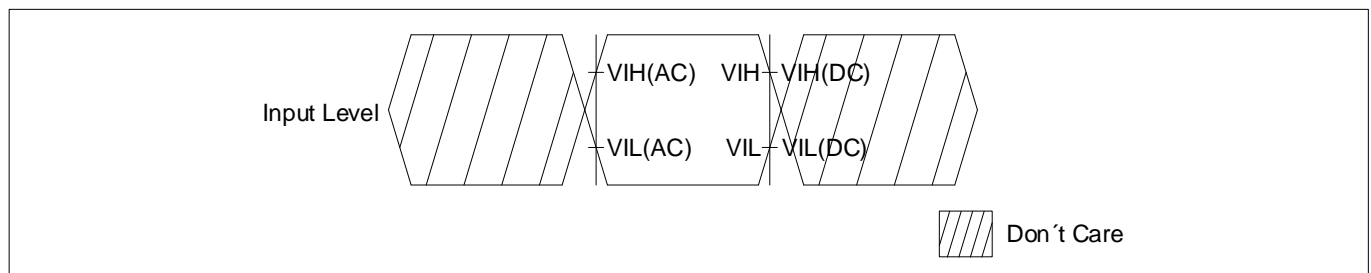 VIH(AC) VIH VIH(DC)
Input Level
VIL(AC) VIL VIL(DC)
Don´t Care